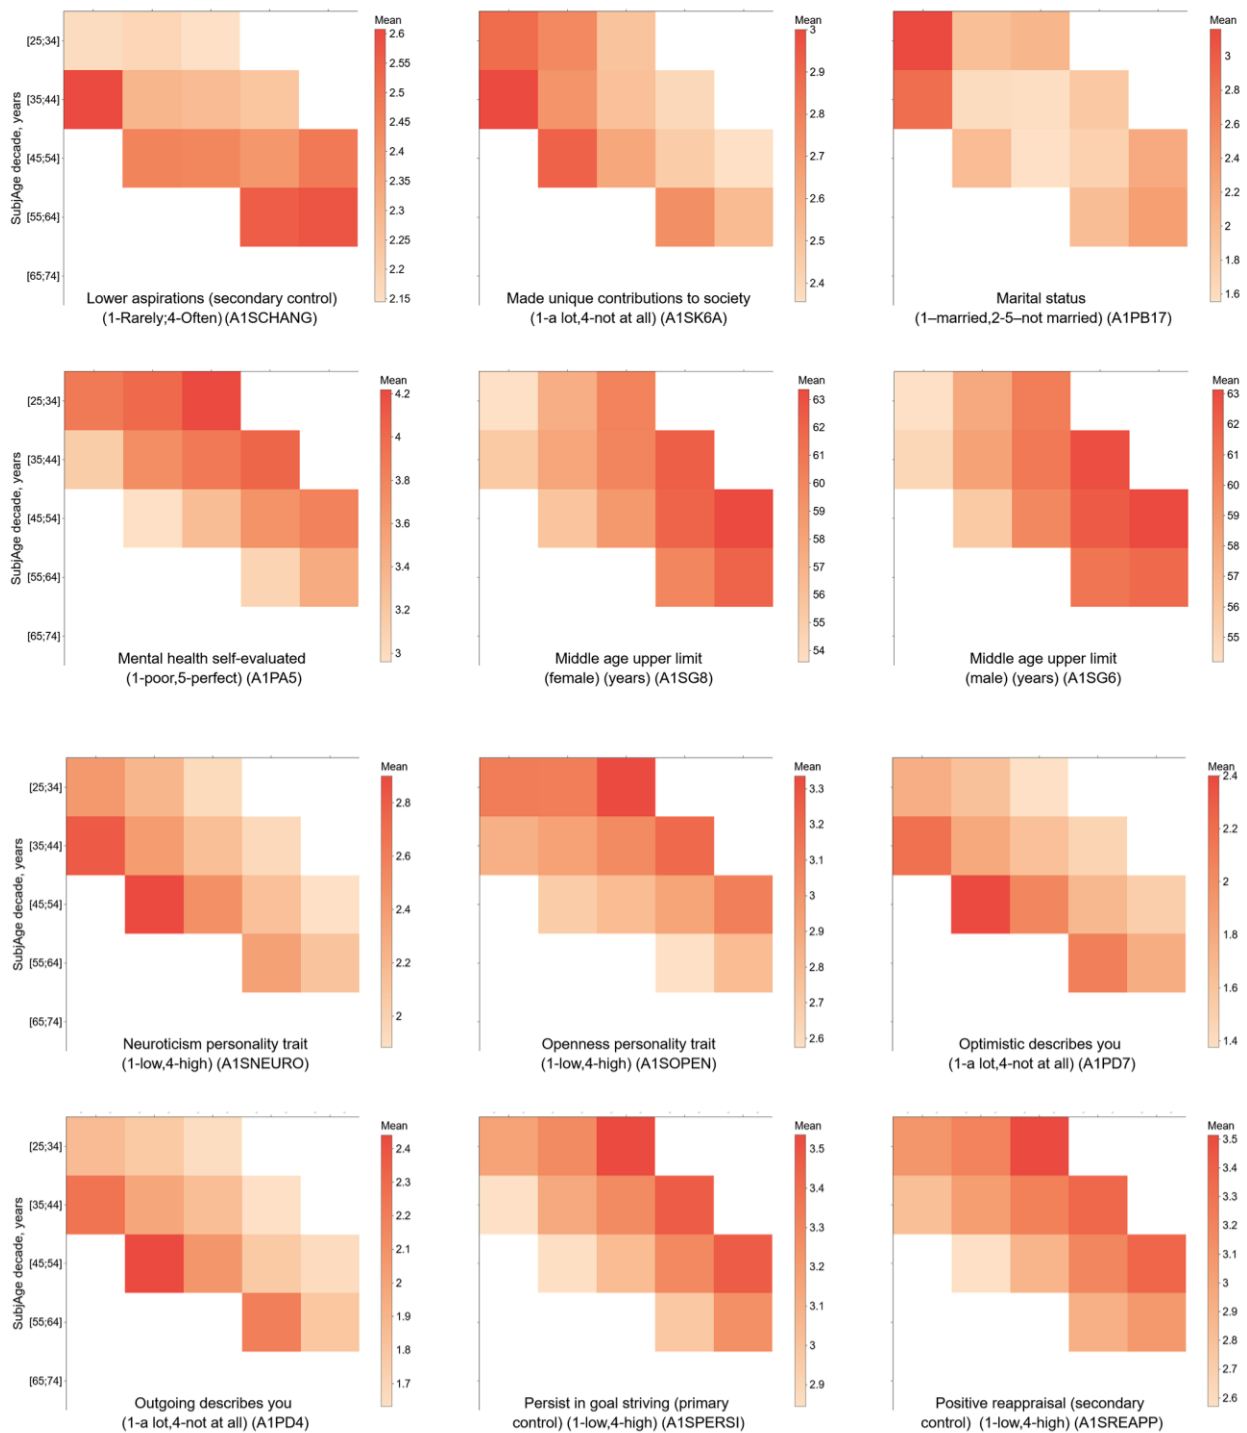 Mean
Mean
Mean
SubjAge decade, years
[25;34]
[35;44]
[45;54]
[55;64]
[65;74]
2.6
2.55
2.5
2.45
2.4
2.35
2.3
2.25
2.2
2.15
3
2.9
2.8
2.7
2.6
2.5
2.4
3
2.8
2.6
2.4
2.2
2
1.8
1.6
Lower aspirations (secondary control)
(1-Rarely;4-Often) (A1SCHANG)
Made unique contributions to society
(1-a lot,4-not at all) (A1SK6A)
Marital status
(1–married,2-5–not married) (A1PB17)
Mean
Mean
Mean
SubjAge decade, years
[25;34]
[35;44]
[45;54]
[55;64]
[65;74]
4.2
4
3.8
3.6
3.4
3.2
3
63
62
61
60
59
58
57
56
55
54
63
62
61
60
59
58
57
56
55
Mental health self-evaluated
(1-poor,5-perfect) (A1PA5)
Middle age upper limit
(female) (years) (A1SG8)
Middle age upper limit
(male) (years) (A1SG6)
Mean
Mean
Mean
SubjAge decade, years
[25;34]
[35;44]
[45;54]
[55;64]
[65;74]
2.8
2.6
2.4
2.2
2
3.3
3.2
3.1
3
2.9
2.8
2.7
2.6
2.4
2.2
2
1.8
1.6
1.4
Neuroticism personality trait
(1-low,4-high) (A1SNEURO)
Openness personality trait
(1-low,4-high) (A1SOPEN)
Optimistic describes you
(1-a lot,4-not at all) (A1PD7)
Mean
Mean
Mean
SubjAge decade, years
[25;34]
[35;44]
[45;54]
[55;64]
[65;74]
2.4
2.3
2.2
2.1
2
1.9
1.8
1.7
3.5
3.4
3.3
3.2
3.1
3
2.9
3.5
3.4
3.3
3.2
3.1
3
2.9
2.8
2.7
2.6
Outgoing describes you
(1-a lot,4-not at all) (A1PD4)
Persist in goal striving (primary
control) (1-low,4-high) (A1SPERSI)
Positive reappraisal (secondary
control) (1-low,4-high) (A1SREAPP)